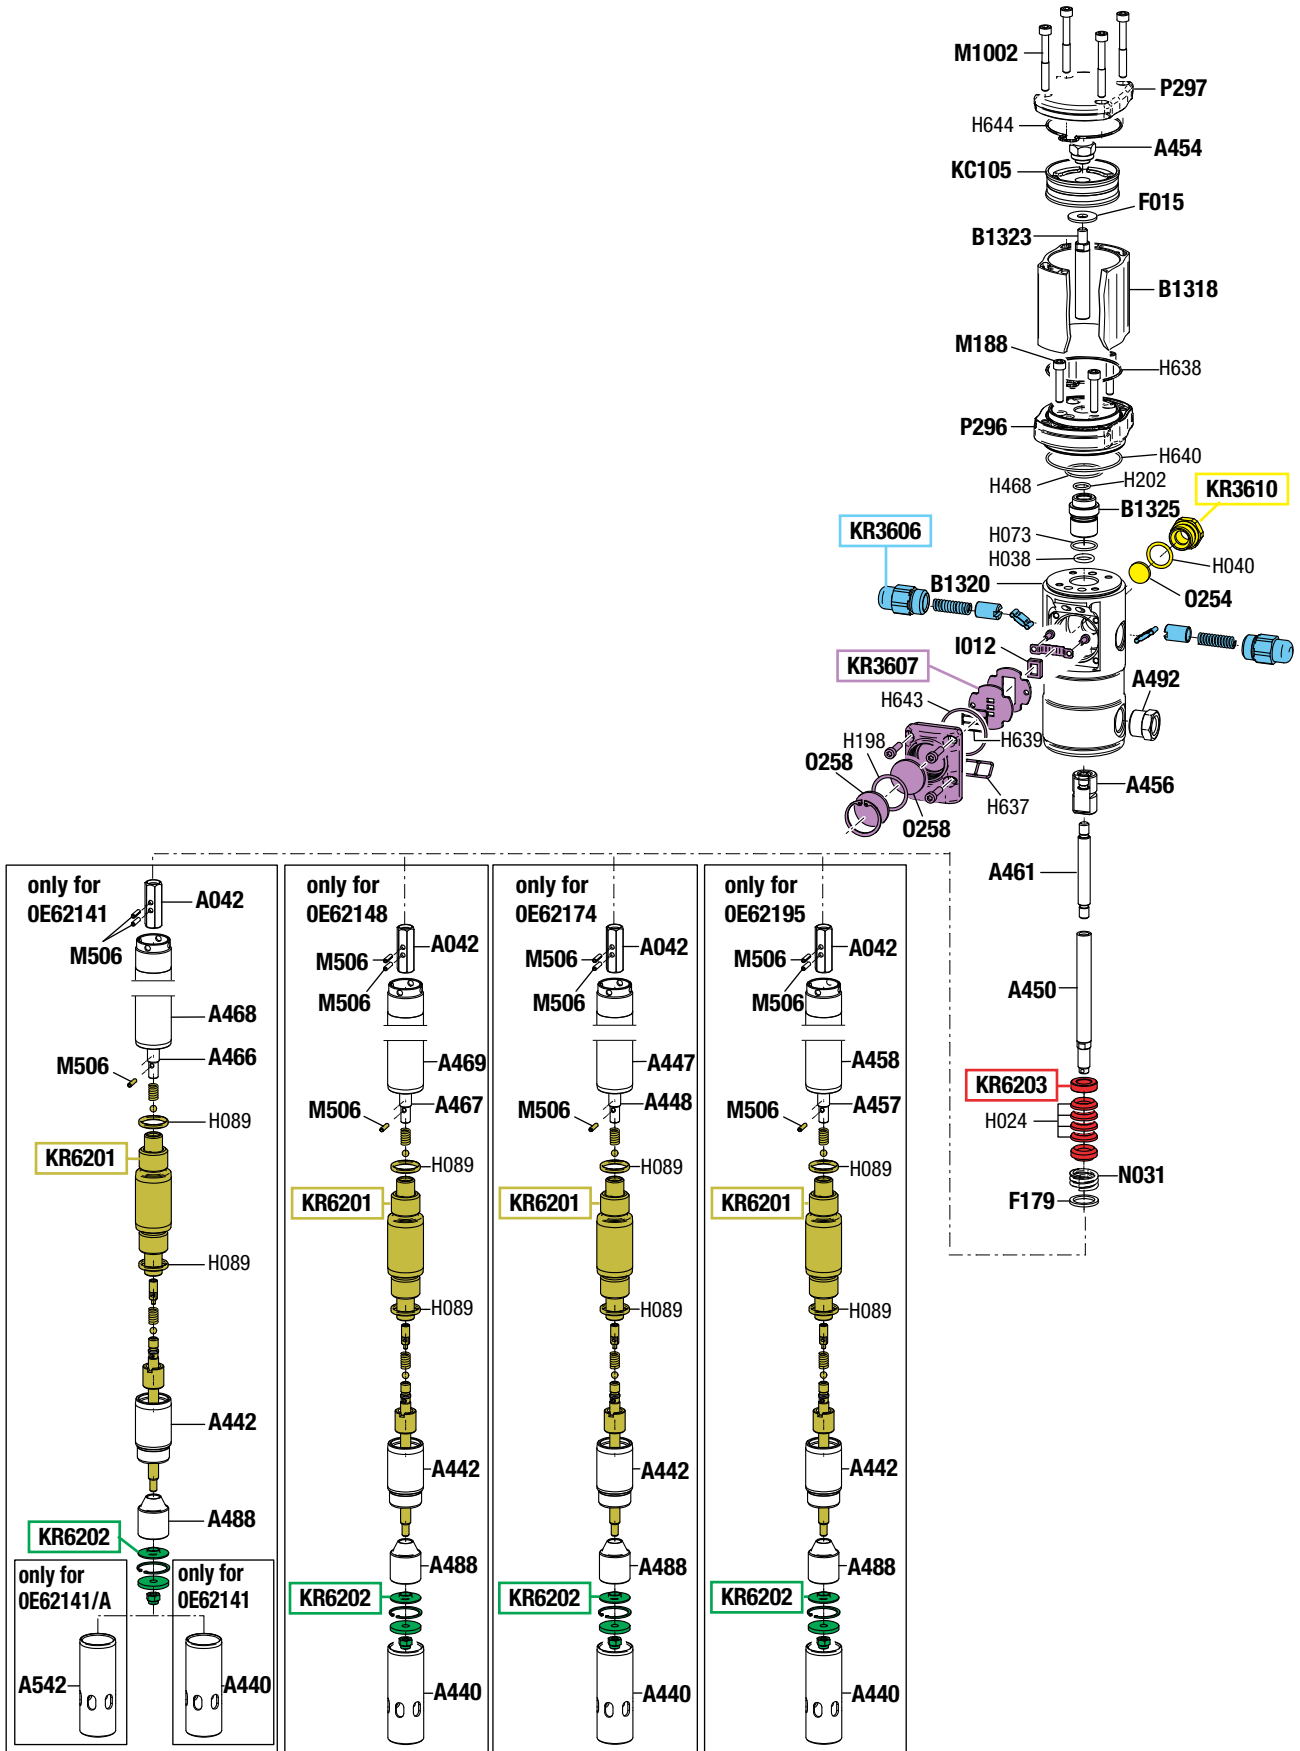 M1002
P297
H644
A454
KC105
F015
B1323
B1318
M188
H638
P296
H640
H468
H202
KR3610
B1325
KR3606
H073
H038
H040
B1320
O254
I012
KR3607
A492
H643
H198
H639
O258
H637
O258
A456
A461
A450
KR6203
H024
N031
F179
only for
0E62141
A042
M506
A468
A466
M506
H089
KR6201
H089
A442
A488
KR6202
only for
0E62141/A
only for
0E62141
A542
A440
only for
0E62148
A042
M506
M506
A469
A467
M506
H089
KR6201
H089
A442
A488
KR6202
A440
only for
0E62174
A042
M506
M506
A447
A448
M506
H089
KR6201
H089
A442
A488
KR6202
A440
only for
0E62195
A042
M506
M506
A458
A457
M506
H089
KR6201
H089
A442
A488
KR6202
A440